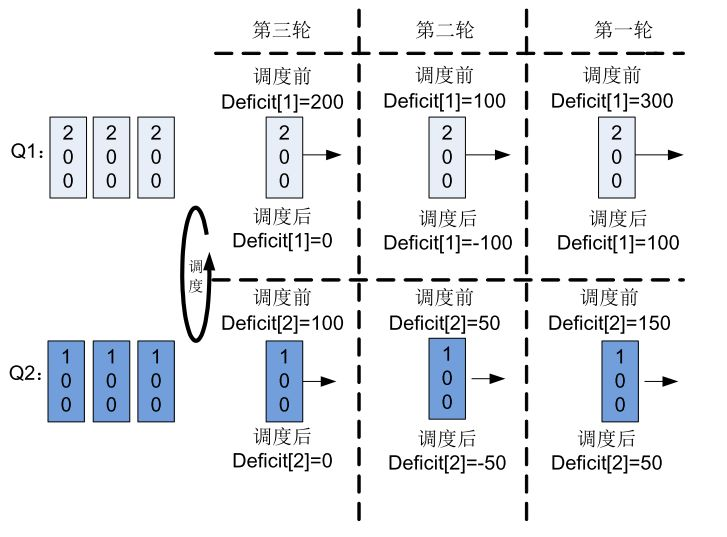 第三轮
第二轮
第一轮
调度前
Deficit[1]=200
调度前
Deficit[1]=100
调度前
Deficit[1]=300
Q1:
2
0
0
2
0
0
2
0
0
2
0
0
2
0
0
2
0
0
调度后
Deficit[1]=0
调度后
Deficit[1]=-100
调度后
Deficit[1]=100
调
度
调度前
Deficit[2]=100
调度前
Deficit[2]=50
调度前
Deficit[2]=150
Q2:
1
0
0
1
0
0
1
0
0
1
0
0
1
0
0
1
0
0
调度后
Deficit[2]=0
调度后
Deficit[2]=-50
调度后
Deficit[2]=50